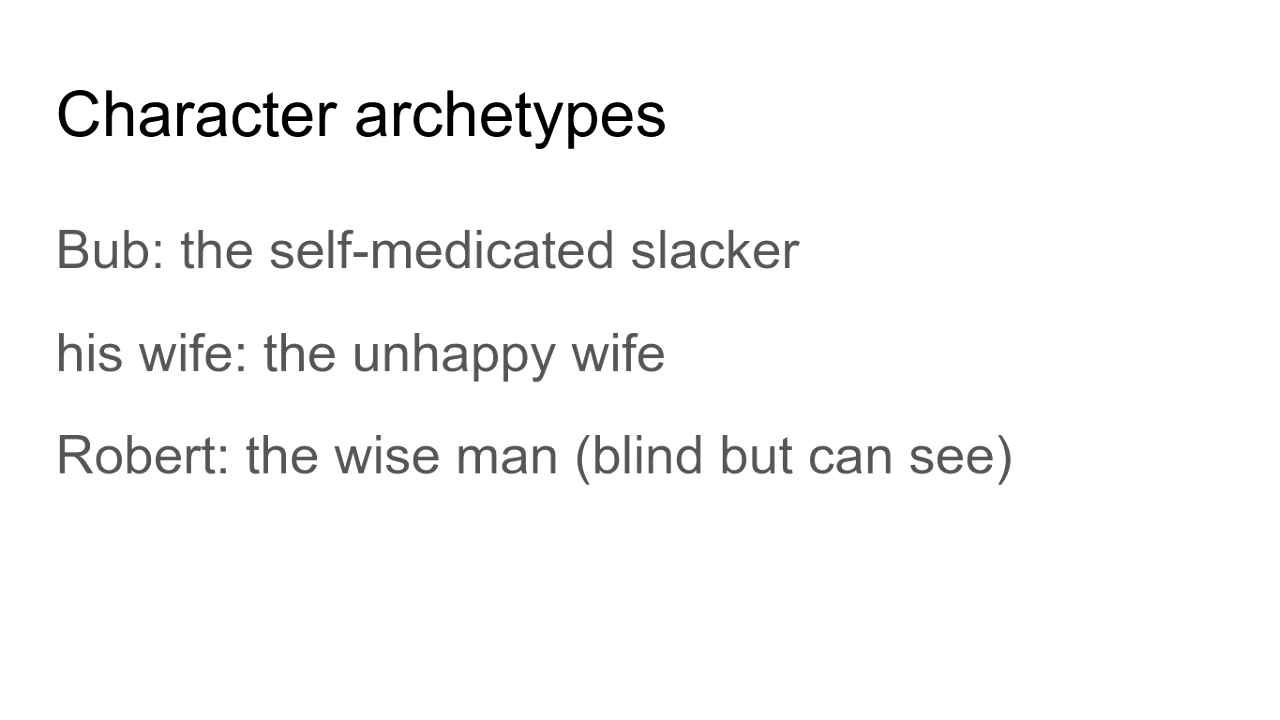 Character archetypes
Bub: the self-medicated slacker
his wife: the unhappy wife
Robert: the wise man (blind but can see)